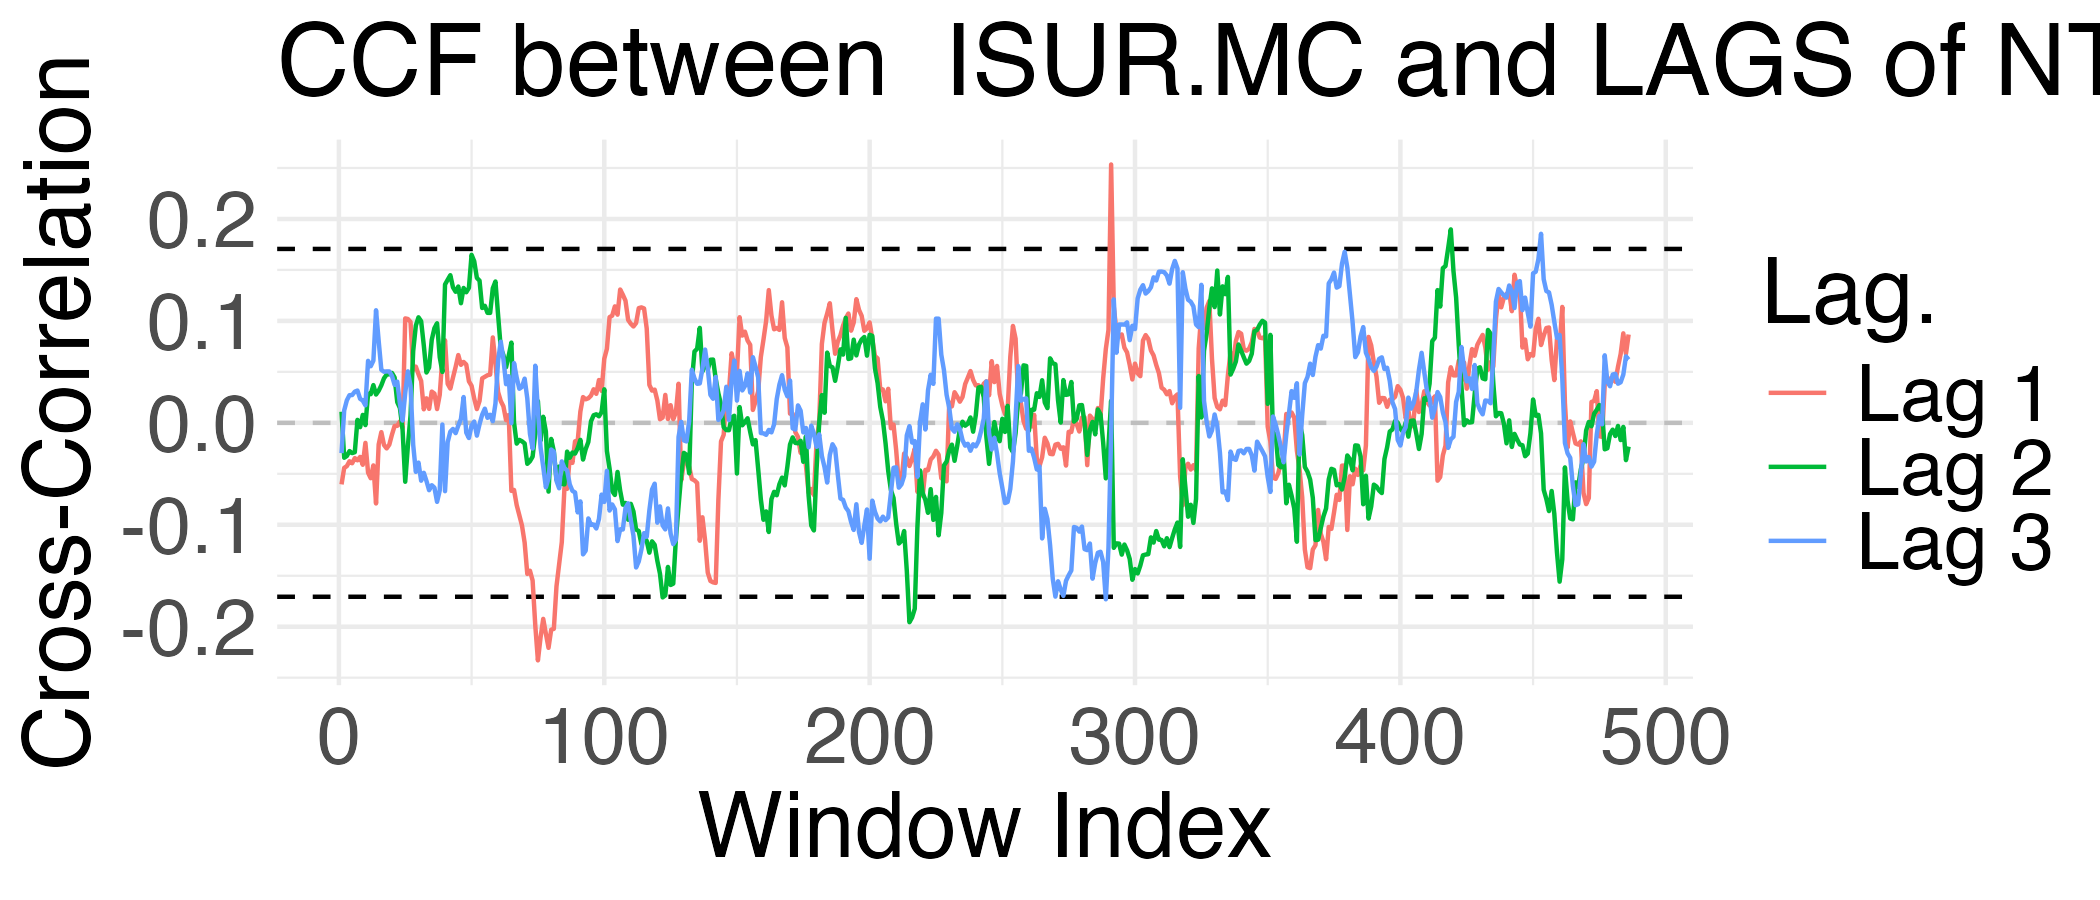 CCF between  ISUR.MC and LAGS of NT
Cross-Correlation
0.2
0.1
0.0
-0.1
-0.2
0 100 200 300 400 500
Window Index
Lag.
Lag 1
Lag 2
Lag 3